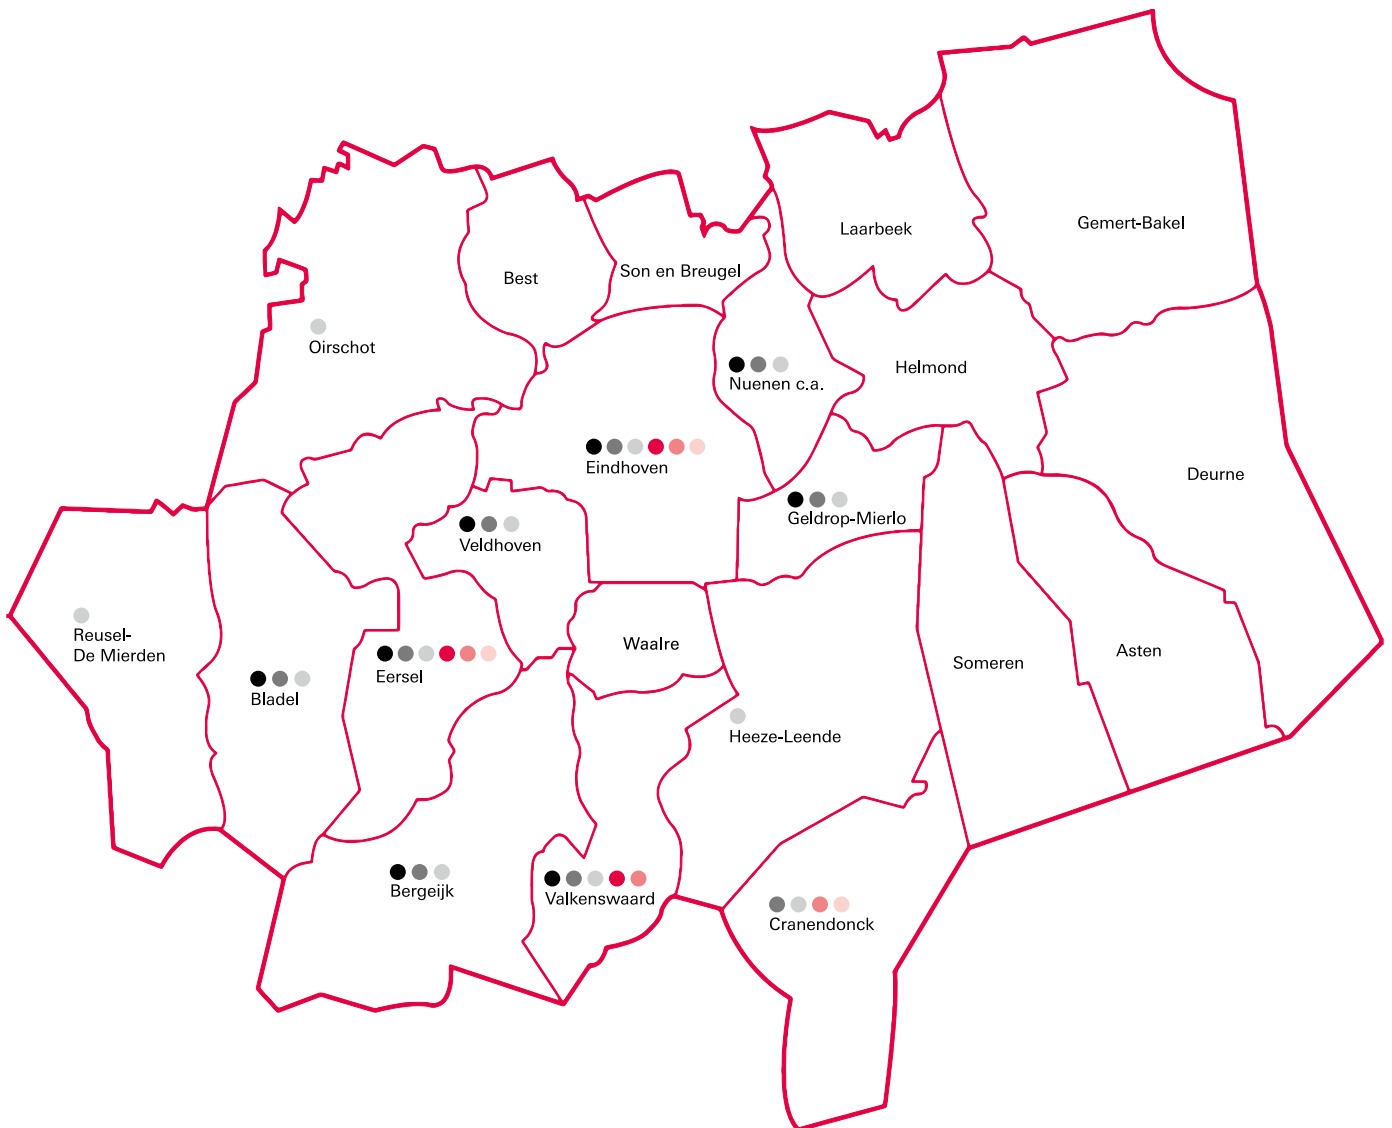 Gemert-Bakel
Laarbeek
Son en Breugel
Best
Oirschot
Helmond
Nuenen c.a.
Eindhoven
Deurne
Geldrop-Mierlo
Veldhoven
Reusel-
De Mierden
Waalre
Asten
Someren
Eersel
Bladel
Heeze-Leende
Bergeijk
Valkenswaard
Cranendonck